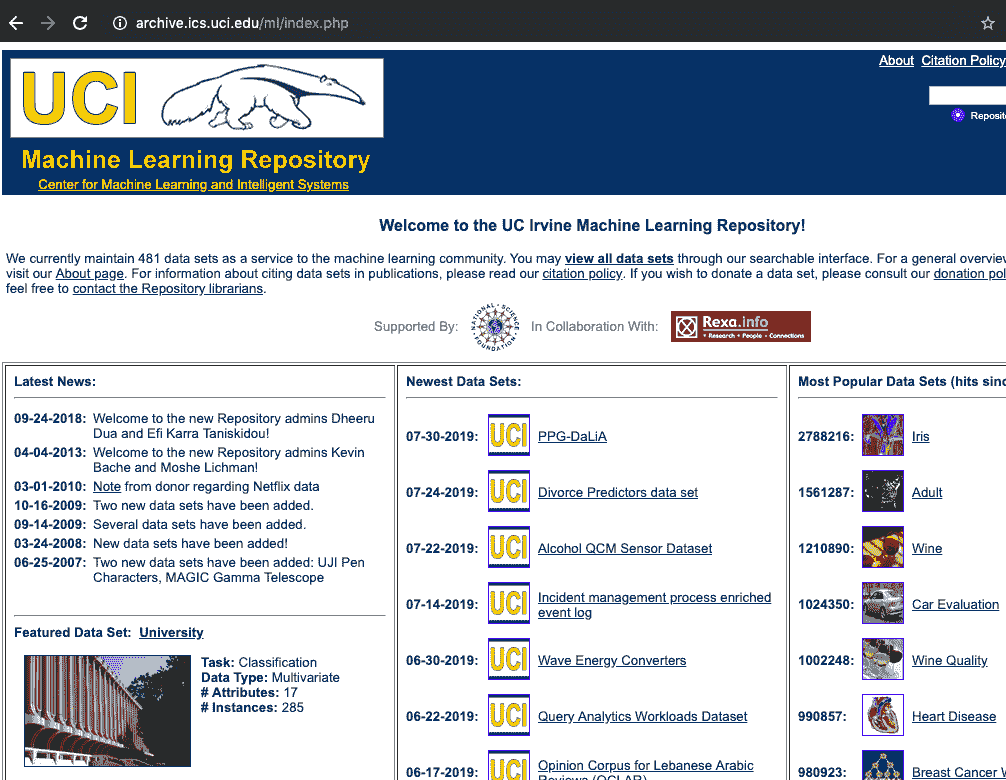 archive.ics.uci.edu/ml/index.php
About Citation Policy
UCI
Machine Learning Repository
Center for Machine Learning and Intelligent Systems
Welcome to the UC Irvine Machine Learning Repository!
We currently maintain 481 data sets as a service to the machine learning community. You may view all data sets through our searchable interface. For a general
visit our About page. For information about citing data sets in publications, please read our citation policy. If you wish to donate a data set, please consult our donation
feel free to contact the Repository librarians.
Supported By:
NATIONAL SCIENCE FOUNDATION
In Collaboration With:
Rexa.info
• Research • People • Connections
Latest News:
09-24-2018: Welcome to the new Repository admins Dheeru
Dua and Efi Karra Taniskidou!
04-04-2013: Welcome to the new Repository admins Kevin
Bache and Moshe Lichman!
03-01-2010: Note from donor regarding Netflix data
10-16-2009: Two new data sets have been added.
09-14-2009: Several data sets have been added.
03-24-2008: New data sets have been added!
06-25-2007: Two new data sets have been added: UJI Pen
Characters, MAGIC Gamma Telescope
Featured Data Set: University
Task: Classification
Data Type: Multivariate
# Attributes: 17
# Instances: 285
Newest Data Sets:
07-30-2019: UCI PPG-DaLiA
07-24-2019: UCI Divorce Predictors data set
07-22-2019: UCI Alcohol QCM Sensor Dataset
07-14-2019: UCI Incident management process enriched
event log
06-30-2019: UCI Wave Energy Converters
06-22-2019: UCI Query Analytics Workloads Dataset
06-17-2019: UCI Opinion Corpus for Lebanese Arabic
Reviews (OCLAR)
Most Popular Data Sets (hits
2788216: Iris
1561287: Adult
1210890: Wine
1024350: Car Evaluation
1002248: Wine Quality
990857: Heart Disease
980923: Breast Cancer